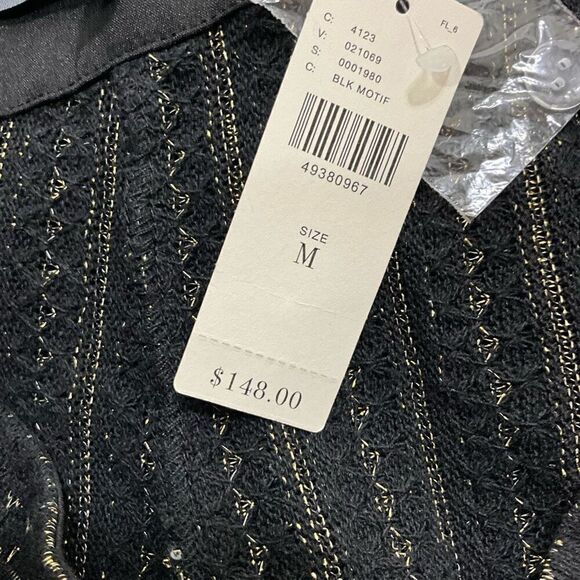 FL_6
C: 4123
V: 021069
S: 0001980
C: BLK MOTIF
49380967
SIZE
M
$148.00